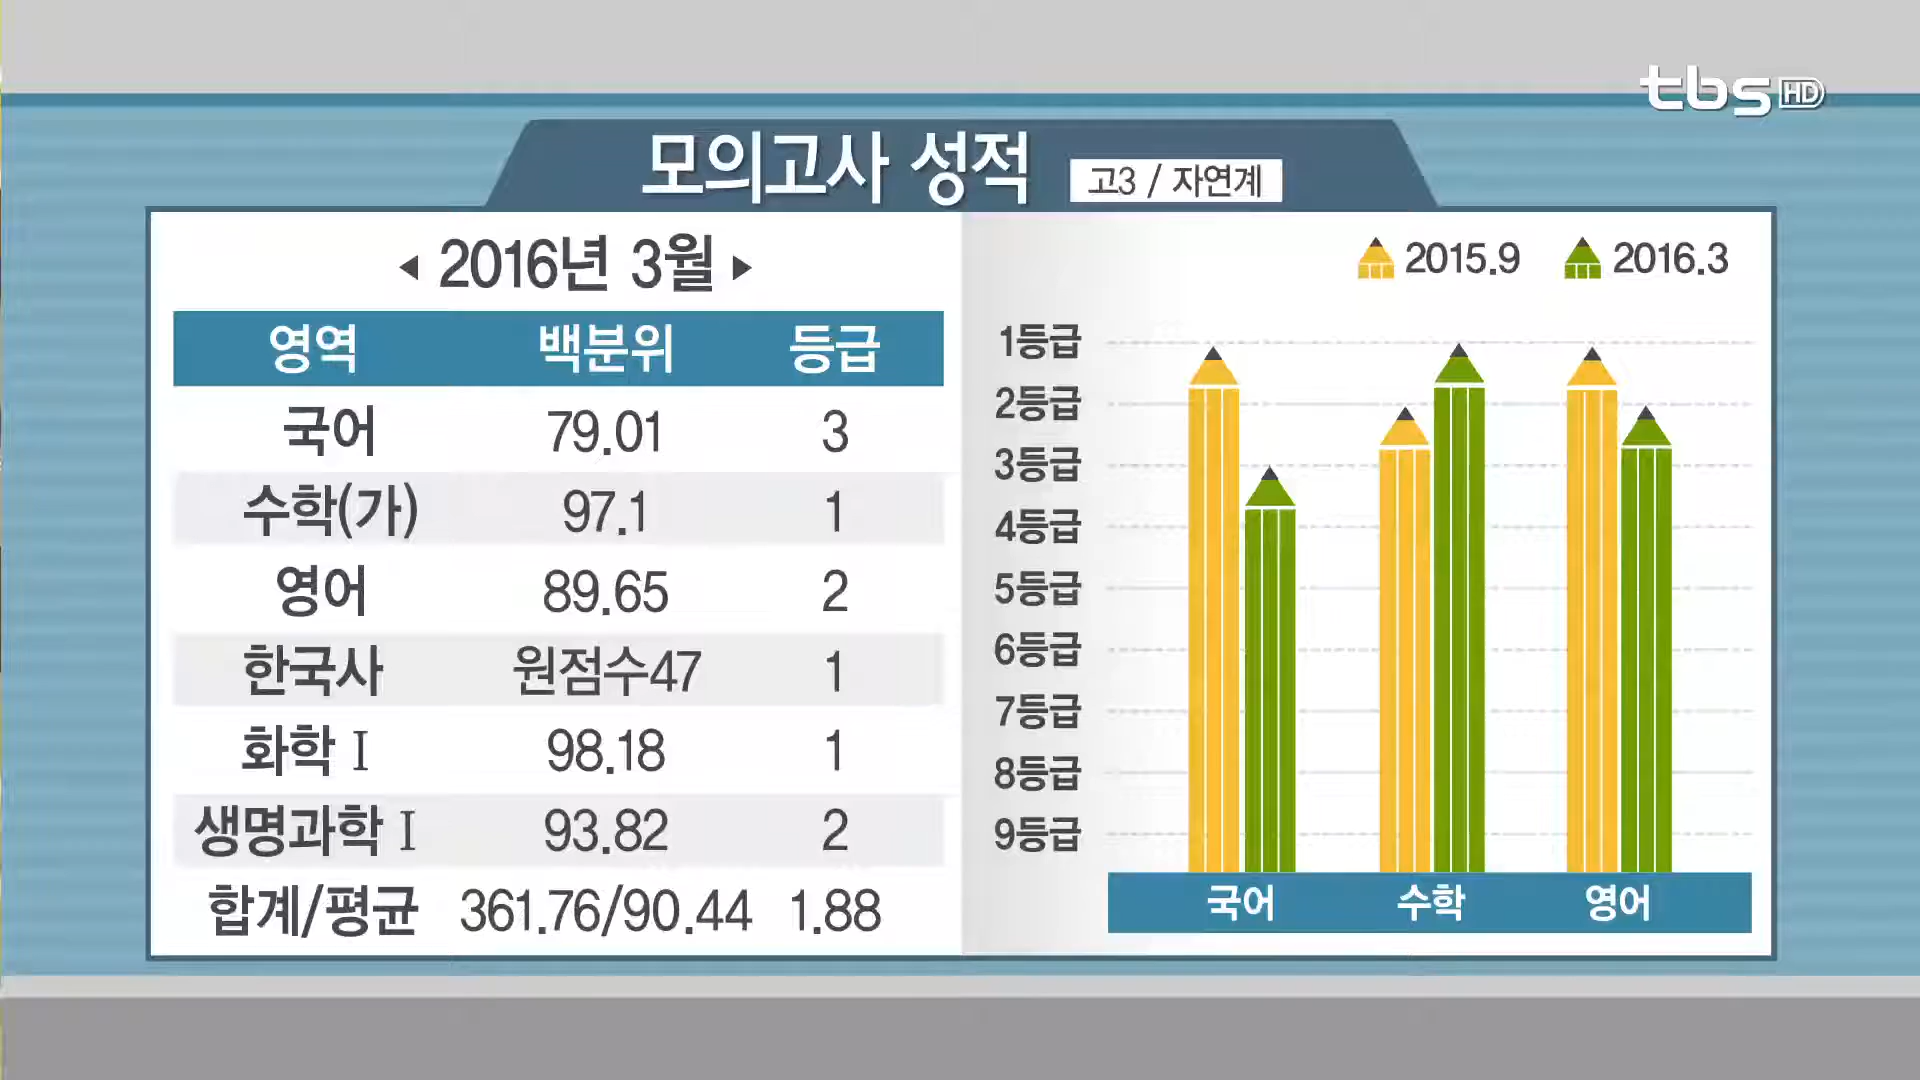 tbs HD
모의고사 성적 고3 / 자연계
2016년 3월
영역 백분위 등급
국어 79.01 3
수학(가) 97.1 1
영어 89.65 2
한국사 원점수47 1
화학 Ⅰ 98.18 1
생명과학 Ⅰ 93.82 2
합계/평균 361.76/90.44 1.88
2015.9 2016.3
1등급
2등급
3등급
4등급
5등급
6등급
7등급
8등급
9등급
국어 수학 영어